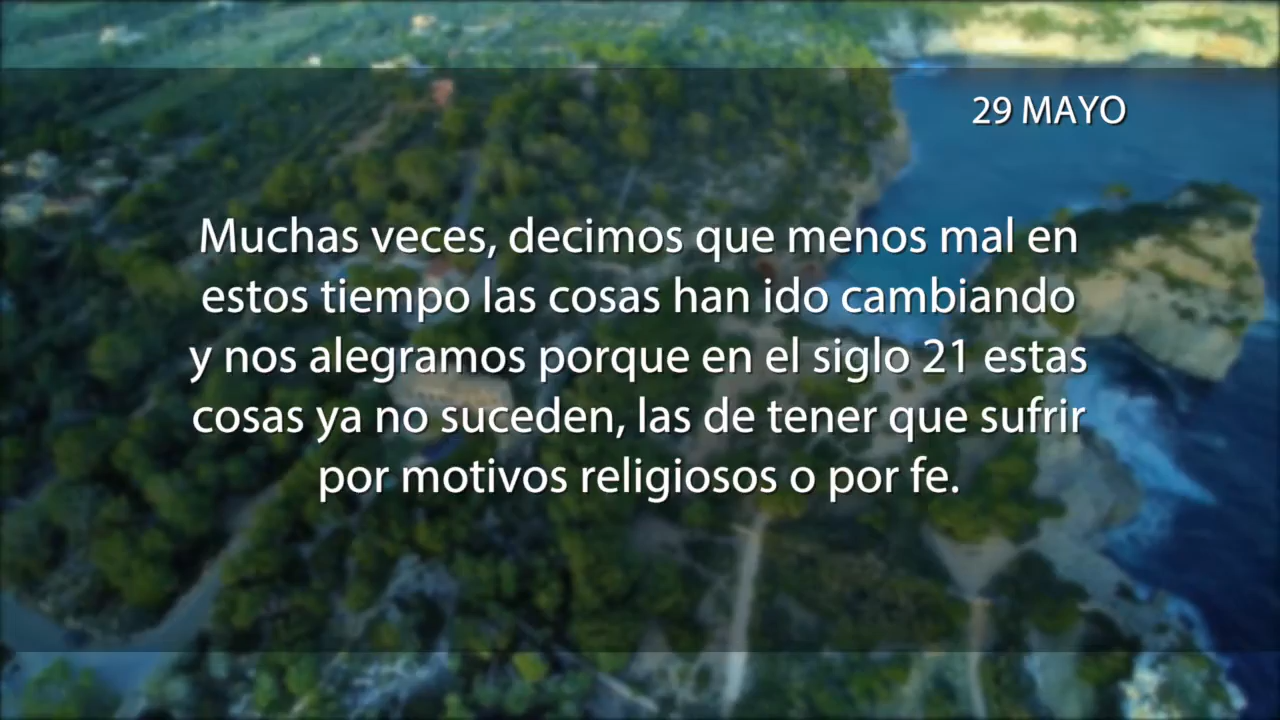 29 MAYO
Muchas veces, decimos que menos mal en
estos tiempo las cosas han ido cambiando
y nos alegramos porque en el siglo 21 estas
cosas ya no suceden, las de tener que sufrir
por motivos religiosos o por fe.